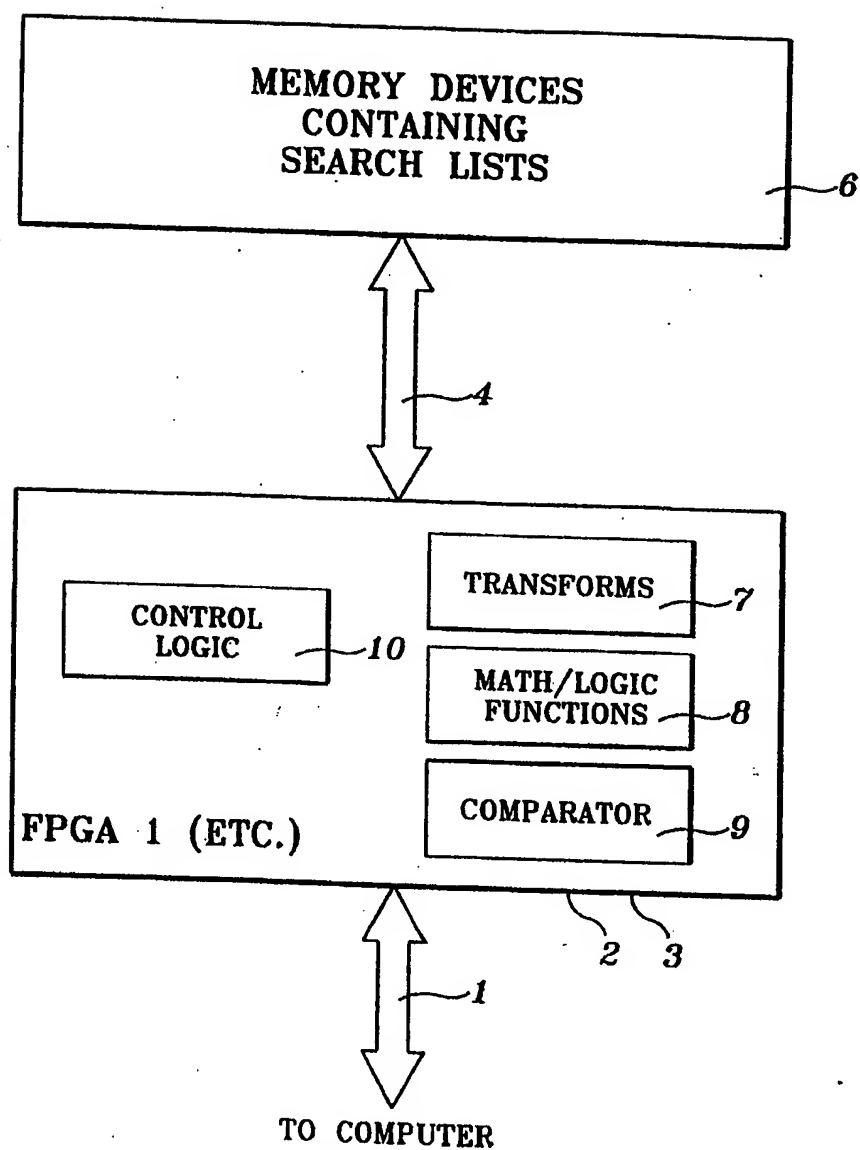 MEMORY DEVICES
CONTAINING
SEARCH LISTS
6
4
TRANSFORMS
7
CONTROL
LOGIC
10
MATH/LOGIC
FUNCTIONS
8
COMPARATOR
9
FPGA 1 (ETC.)
2
3
1
TO COMPUTER